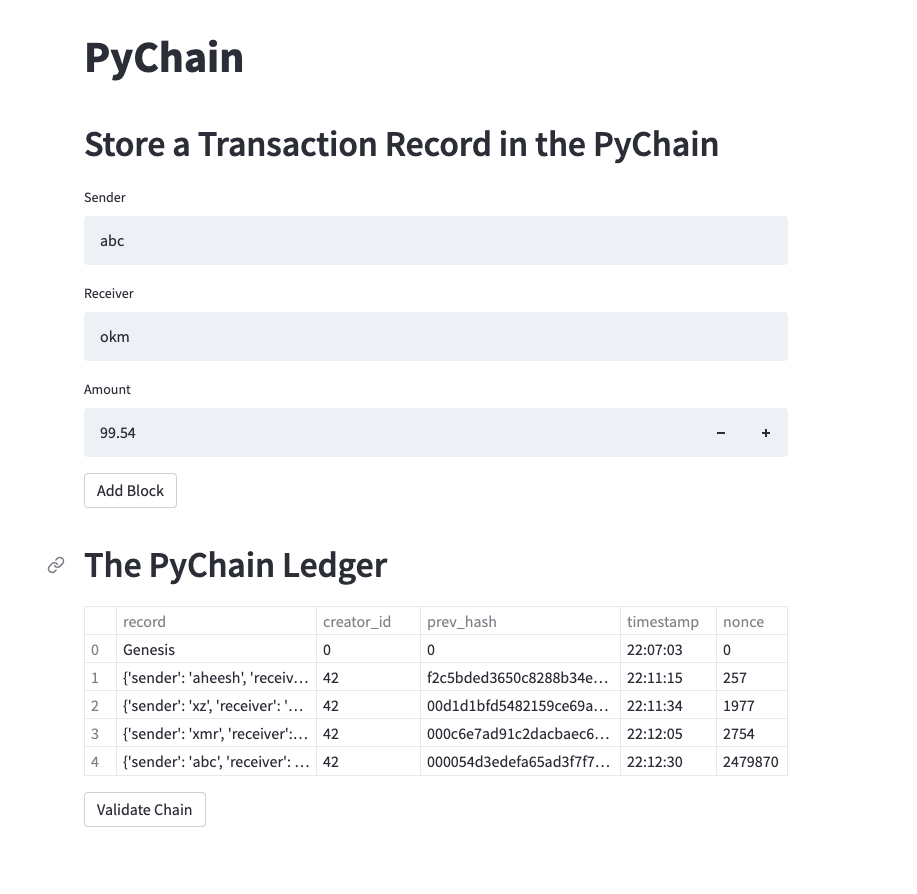 PyChain
Store a Transaction Record in the PyChain
Sender
abc
Receiver
okm
Amount
99.54 − +
Add Block
The PyChain Ledger
record creator_id prev_hash timestamp nonce
0 Genesis 0 0 22:07:03 0
1 {'sender': 'aheesh', 'receiv... 42 f2c5bded3650c8288b34e... 22:11:15 257
2 {'sender': 'xz', 'receiver': '... 42 00d1d1bfd5482159ce69a... 22:11:34 1977
3 {'sender': 'xmr', 'receiver':... 42 000c6e7ad91c2dacbaec6... 22:12:05 2754
4 {'sender': 'abc', 'receiver': ... 42 000054d3edefa65ad3f7f7... 22:12:30 2479870
Validate Chain